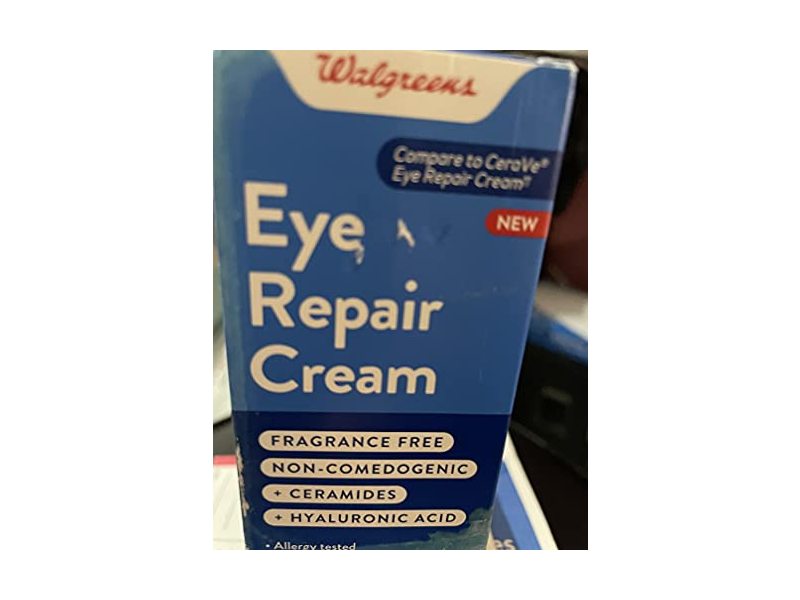 Walgreens
Compare to CeraVe®
Eye Repair Cream†
NEW
Eye
Repair
Cream
FRAGRANCE FREE
NON-COMEDOGENIC
+ CERAMIDES
+ HYALURONIC ACID
• Allergy tested
es